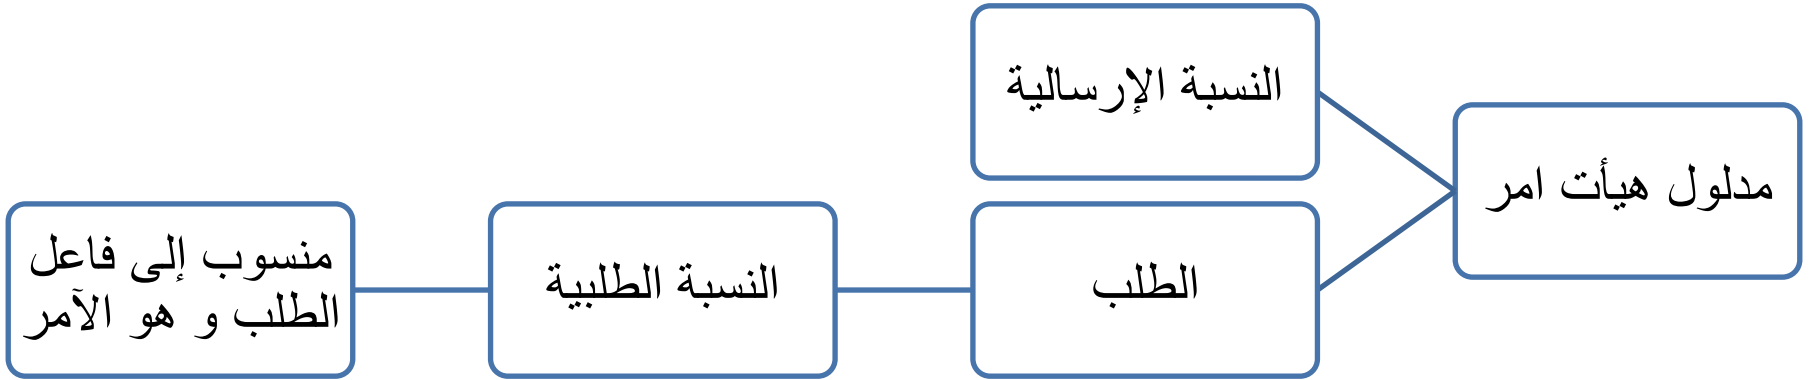 مدلول هيأت امر
النسبة الإرسالية
الطلب
النسبة الطلبية
منسوب إلى فاعل
الطلب و هو الآمر